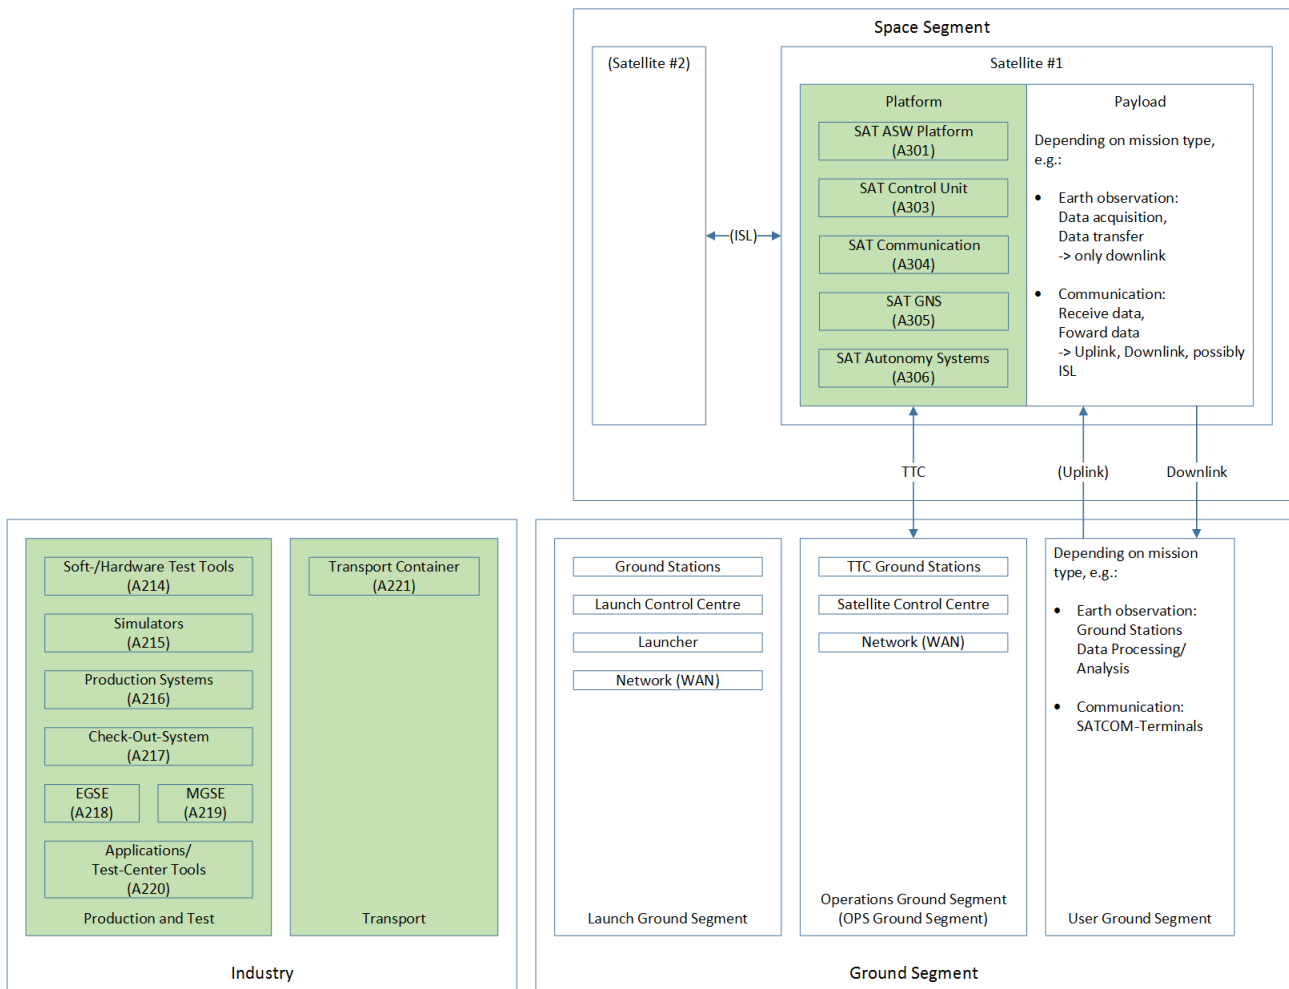 Space Segment
(Satellite #2)
Satellite #1
Platform
SAT ASW Platform
(A301)
SAT Control Unit
(A303)
SAT Communication
(A304)
SAT GNS
(A305)
SAT Autonomy Systems
(A306)
Payload
Depending on mission type,
e.g.:
• Earth observation:
Data acquisition,
Data transfer
-> only downlink
• Communication:
Receive data,
Foward data
-> Uplink, Downlink, possibly
ISL
(ISL)
TTC
(Uplink)
Downlink
Soft-/Hardware Test Tools
(A214)
Simulators
(A215)
Production Systems
(A216)
Check-Out-System
(A217)
EGSE
(A218)
MGSE
(A219)
Applications/
Test-Center Tools
(A220)
Production and Test
Transport Container
(A221)
Transport
Industry
Ground Stations
Launch Control Centre
Launcher
Network (WAN)
Launch Ground Segment
TTC Ground Stations
Satellite Control Centre
Network (WAN)
Operations Ground Segment
(OPS Ground Segment)
Depending on mission
type, e.g.:
• Earth observation:
Ground Stations
Data Processing/
Analysis
• Communication:
SATCOM-Terminals
User Ground Segment
Ground Segment